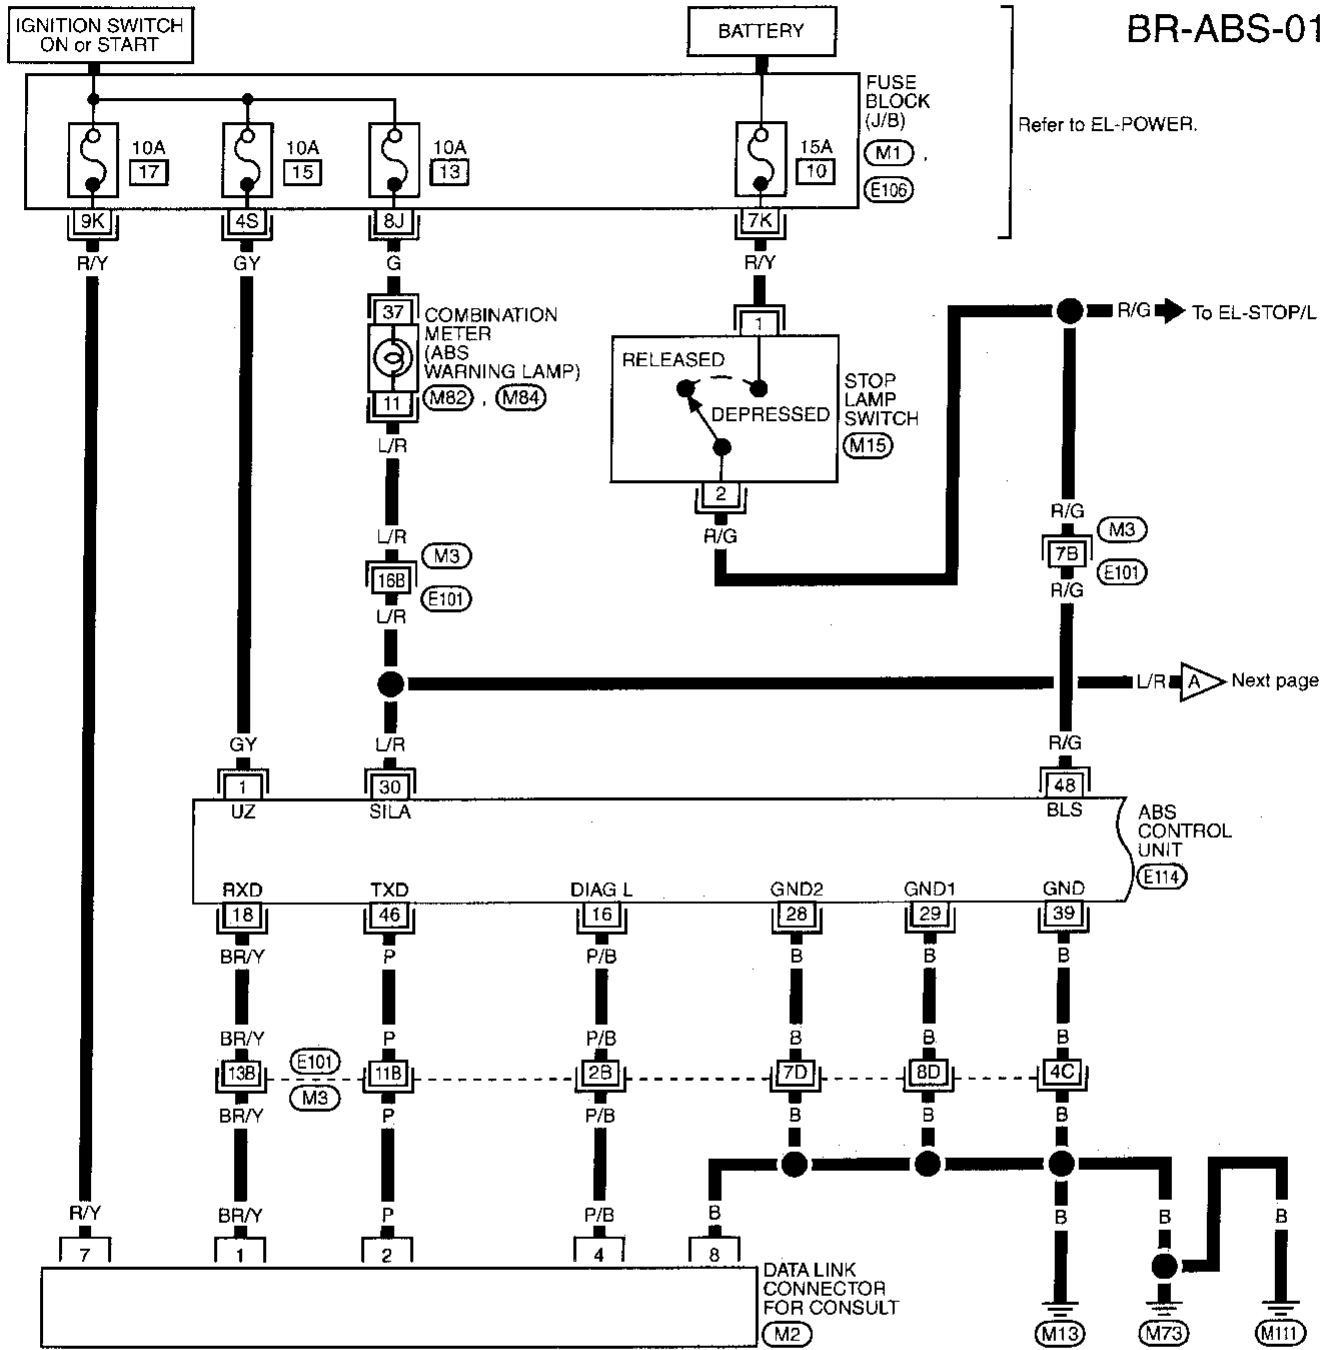 IGNITION SWITCH
ON or START
BATTERY
BR-ABS-01
FUSE
BLOCK
(J/B)
M1 ,
E106
Refer to EL-POWER.
10A
17
10A
15
10A
13
15A
10
9K
4S
8J
7K
R/Y
GY
G
R/Y
37
COMBINATION
METER
(ABS
WARNING LAMP)
M82 , M84
11
L/R
1
RELEASED
DEPRESSED
STOP
LAMP
SWITCH
M15
2
R/G
R/G
To EL-STOP/L
L/R
M3
16B
E101
L/R
R/G
M3
7B
E101
R/G
L/R
A
Next page
GY
L/R
R/G
1
30
48
UZ
SILA
BLS
ABS
CONTROL
UNIT
E114
RXD
TXD
DIAG L
GND2
GND1
GND
18
46
16
28
29
39
BR/Y
P
P/B
B
B
B
BR/Y
P
P/B
B
B
B
13B
E101
M3
11B
2B
7D
8D
4C
BR/Y
P
P/B
B
B
B
R/Y
BR/Y
P
P/B
B
B
B
B
7
1
2
4
8
DATA LINK
CONNECTOR
FOR CONSULT
M2
M13
M73
M111